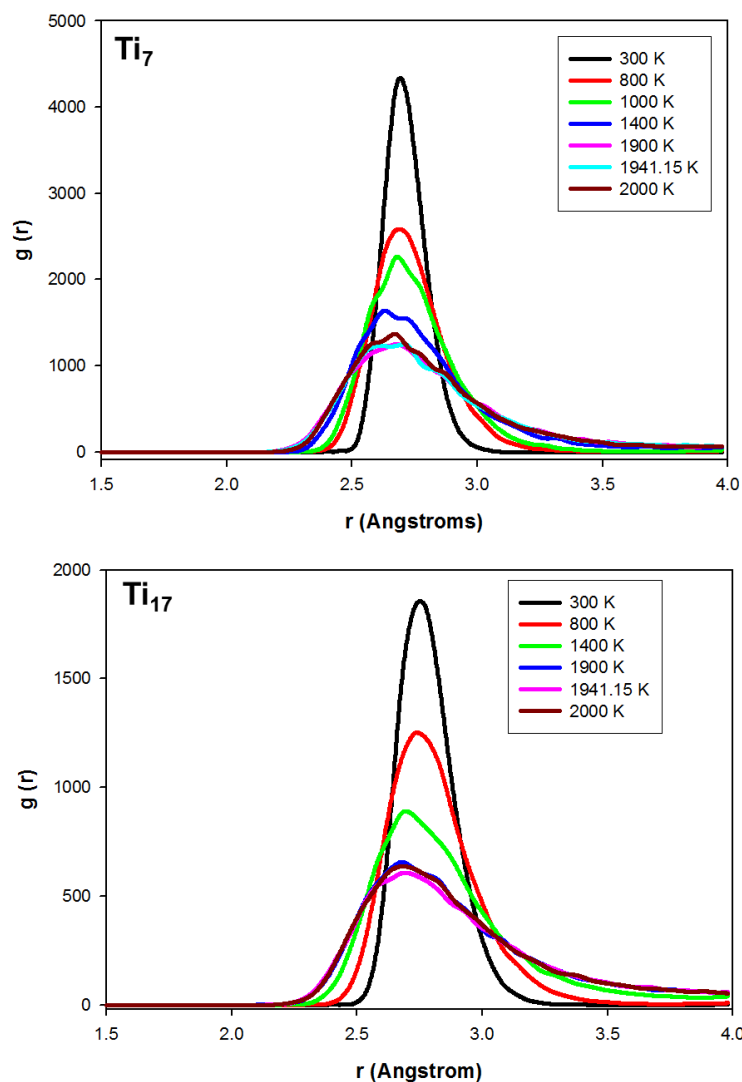 Ti7
5000
4000
3000
2000
1000
0
g (r)
300 K
800 K
1000 K
1400 K
1900 K
1941.15 K
2000 K
1.5 2.0 2.5 3.0 3.5 4.0
r (Angstroms)
Ti17
2000
1500
1000
500
0
g (r)
300 K
800 K
1400 K
1900 K
1941.15 K
2000 K
1.5 2.0 2.5 3.0 3.5 4.0
r (Angstrom)